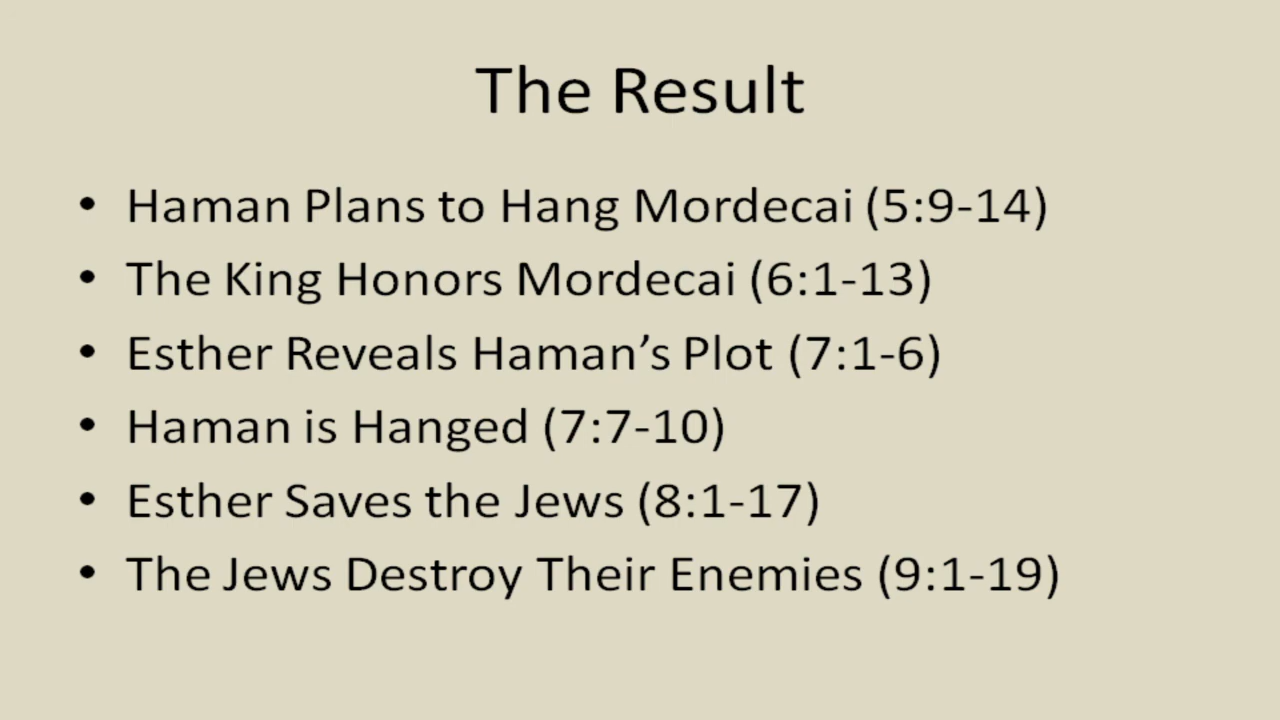 The Result
• Haman Plans to Hang Mordecai (5:9-14)
• The King Honors Mordecai (6:1-13)
• Esther Reveals Haman’s Plot (7:1-6)
• Haman is Hanged (7:7-10)
• Esther Saves the Jews (8:1-17)
• The Jews Destroy Their Enemies (9:1-19)